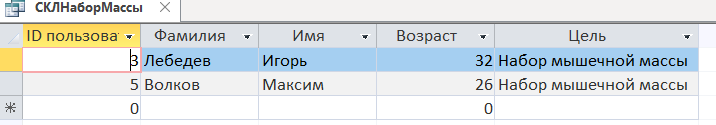 СКЛНаборМассы
ID пользова Фамилия Имя Возраст Цель
3 Лебедев Игорь 32 Набор мышечной массы
5 Волков Максим 26 Набор мышечной массы
0 0